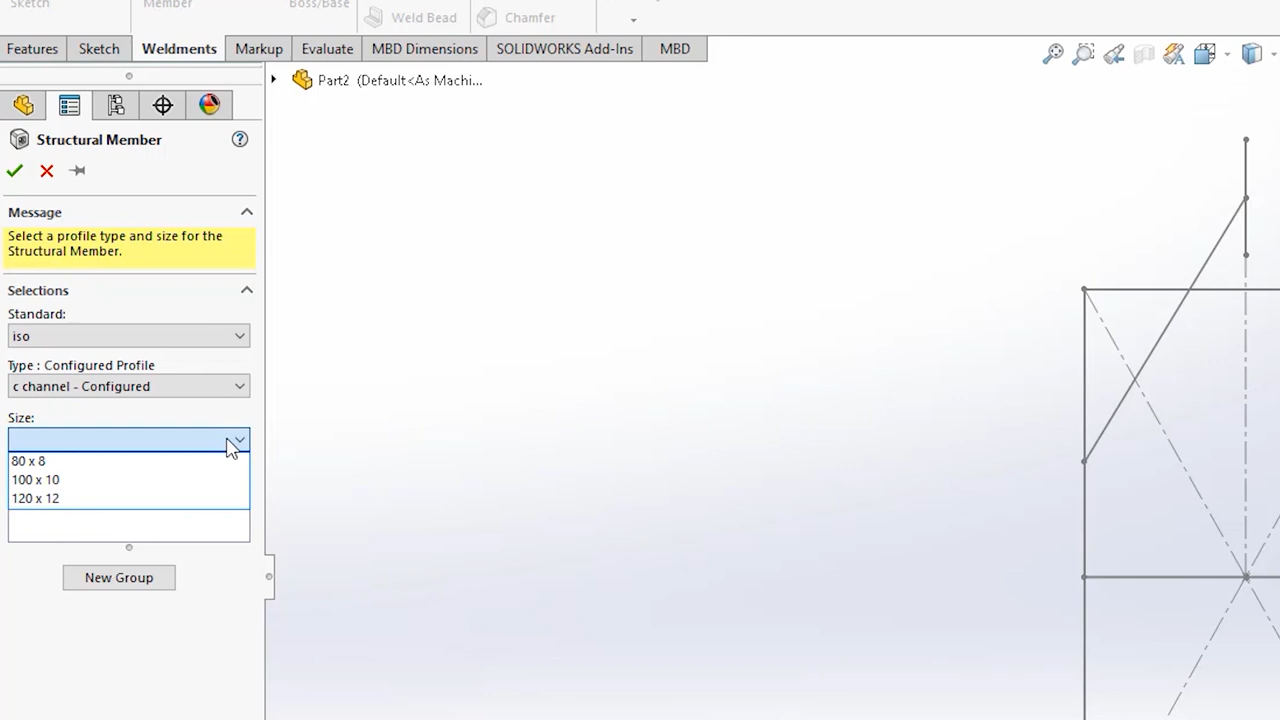 Sketch
Member
Boss/Base
Weld Bead
Chamfer
Features
Sketch
Weldments
Markup
Evaluate
MBD Dimensions
SOLIDWORKS Add-Ins
MBD
Part2 (Default<As Machi...
Structural Member
?
Message
Select a profile type and size for the
Structural Member.
Selections
Standard:
iso
Type : Configured Profile
c channel - Configured
Size:
80 x 8
100 x 10
120 x 12
New Group